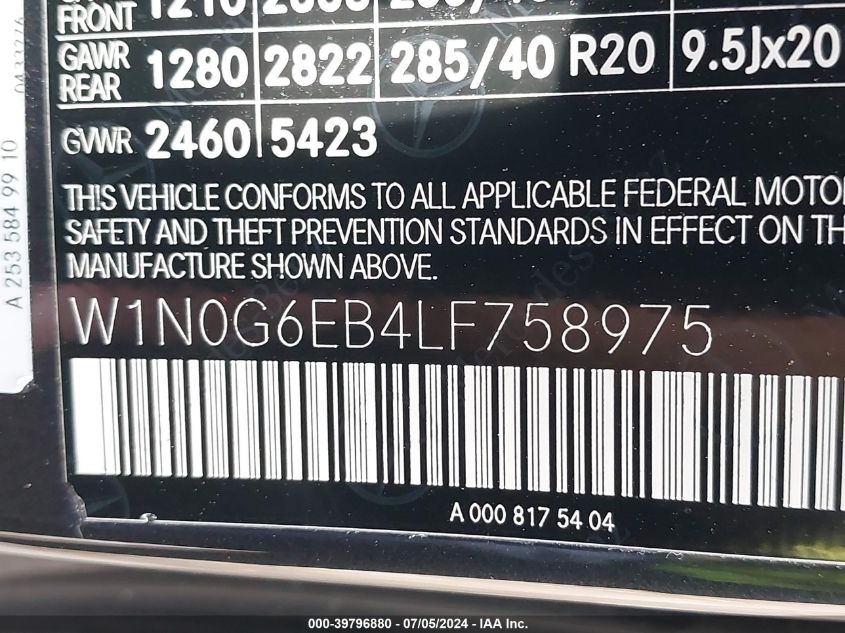 FRONT
GAWR REAR 1280 2822 285/40 R20 9.5Jx20
GVWR 2460 5423
THIS VEHICLE CONFORMS TO ALL APPLICABLE FEDERAL MOTO
SAFETY AND THEFT PREVENTION STANDARDS IN EFFECT ON TH
MANUFACTURE SHOWN ABOVE.
W1N0G6EB4LF758975
A 000 817 54 04
A 253 584 99 10
000-39796880 - 07/05/2024 - IAA Inc.